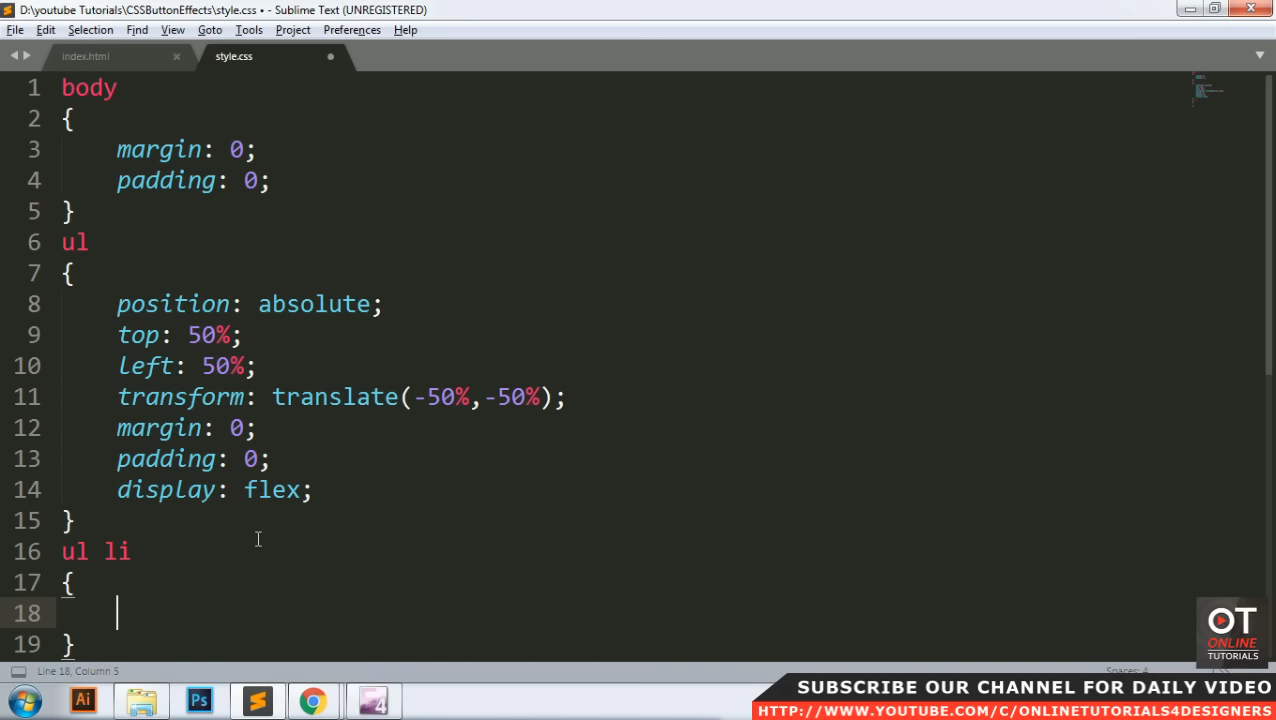 D:\youtube Tutorials\CSSButtonEffects\style.css • - Sublime Text (UNREGISTERED)
File Edit Selection Find View Goto Tools Project Preferences Help
index.html style.css
1 body
2 {
3 margin: 0;
4 padding: 0;
5 }
6 ul
7 {
8 position: absolute;
9 top: 50%;
10 left: 50%;
11 transform: translate(-50%,-50%);
12 margin: 0;
13 padding: 0;
14 display: flex;
15 }
16 ul li
17 {
18
19 }
OT
ONLINE
TUTORIALS
Line 18, Column 5 Spaces: 4 CSS
Ai Ps 4
SUBSCRIBE OUR CHANNEL FOR DAILY VIDEO
HTTP://WWW.YOUTUBE.COM/C/ONLINETUTORIALS4DESIGNERS